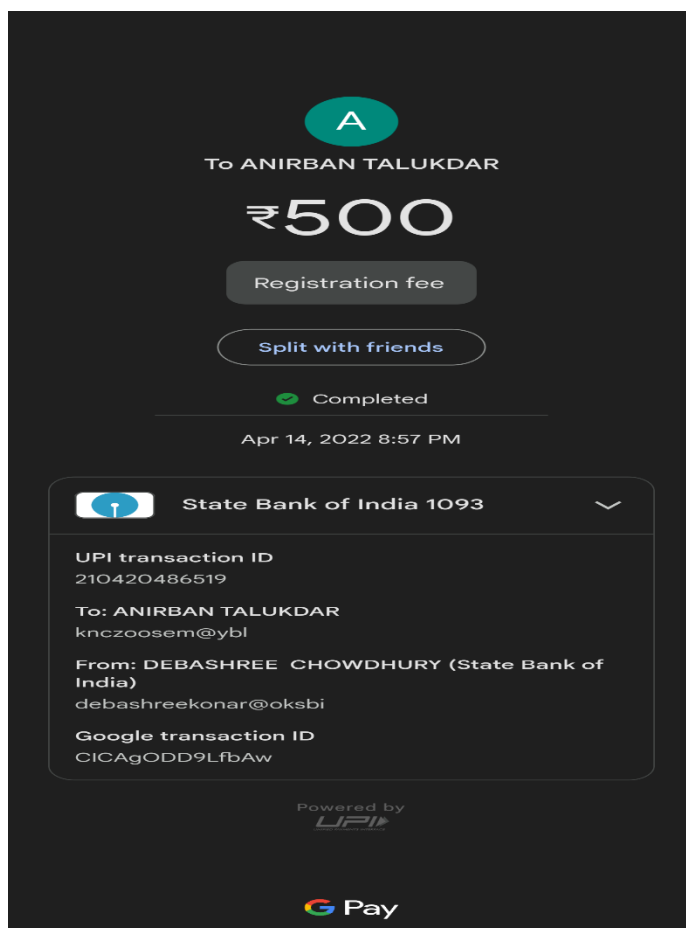 A
To ANIRBAN TALUKDAR
₹500
Registration fee
Split with friends
Completed
Apr 14, 2022 8:57 PM
State Bank of India 1093
UPI transaction ID
210420486519
To: ANIRBAN TALUKDAR
knczoosem@ybl
From: DEBASHREE CHOWDHURY (State Bank of
India)
debashreekonar@oksbi
Google transaction ID
CICAgODD9LfbAw
Powered by
UPI
G Pay